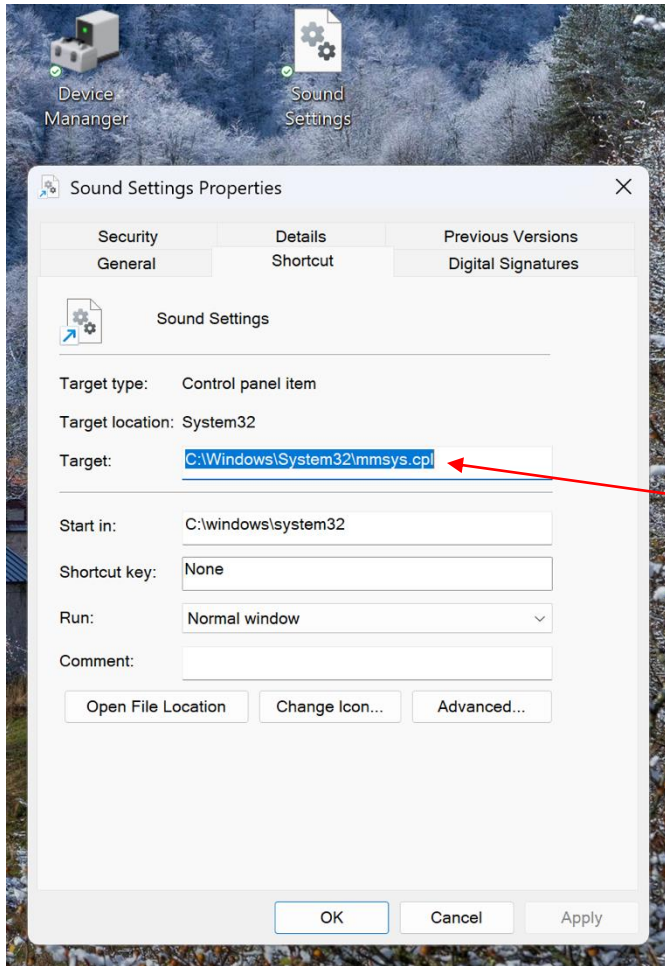 Device
Mananger
Sound
Settings
Sound Settings Properties
Security
Details
Previous Versions
General
Shortcut
Digital Signatures
Sound Settings
Target type: Control panel item
Target location: System32
Target: C:\Windows\System32\mmsys.cpl
Start in: C:\windows\system32
Shortcut key: None
Run: Normal window
Comment:
Open File Location
Change Icon...
Advanced...
OK
Cancel
Apply